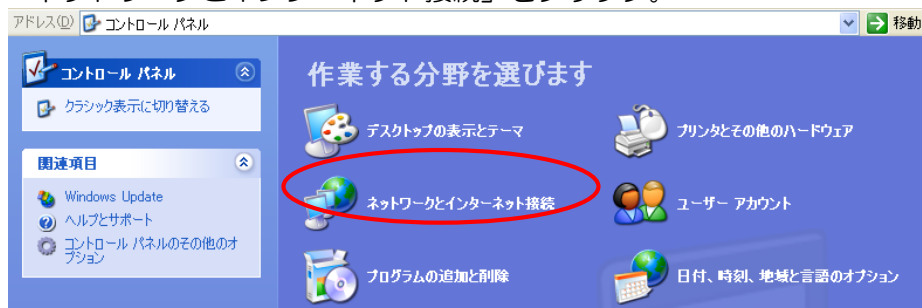 アドレス(D) コントロール パネル 移動
コントロール パネル
クラシック表示に切り替える
関連項目
Windows Update
ヘルプとサポート
コントロール パネルのその他のオ
プション
作業する分野を選びます
デスクトップの表示とテーマ
プリンタとその他のハードウェア
ネットワークとインターネット接続
ユーザー アカウント
プログラムの追加と削除
日付、時刻、地域と言語のオプション